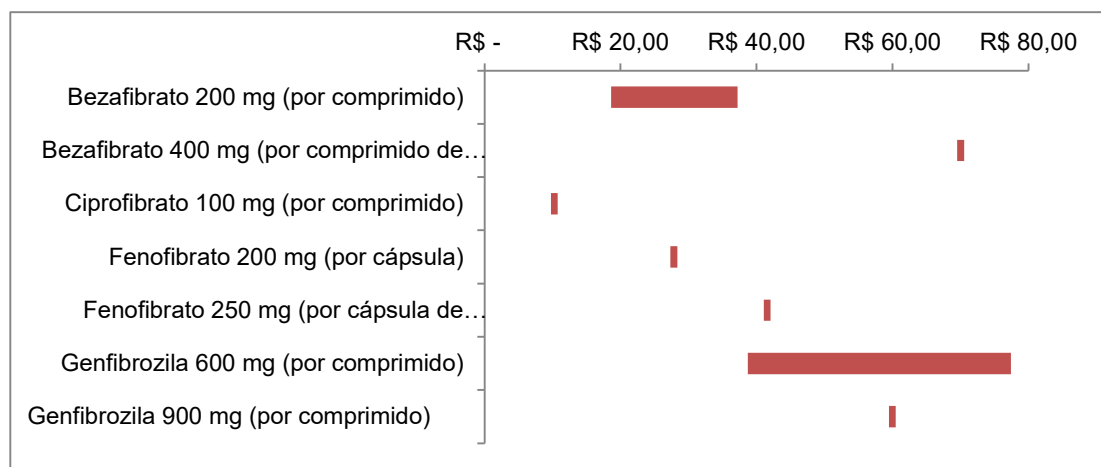 R$ - R$ 20,00 R$ 40,00 R$ 60,00 R$ 80,00
Bezafibrato 200 mg (por comprimido)
Bezafibrato 400 mg (por comprimido de…
Ciprofibrato 100 mg (por comprimido)
Fenofibrato 200 mg (por cápsula)
Fenofibrato 250 mg (por cápsula de…
Genfibrozila 600 mg (por comprimido)
Genfibrozila 900 mg (por comprimido)